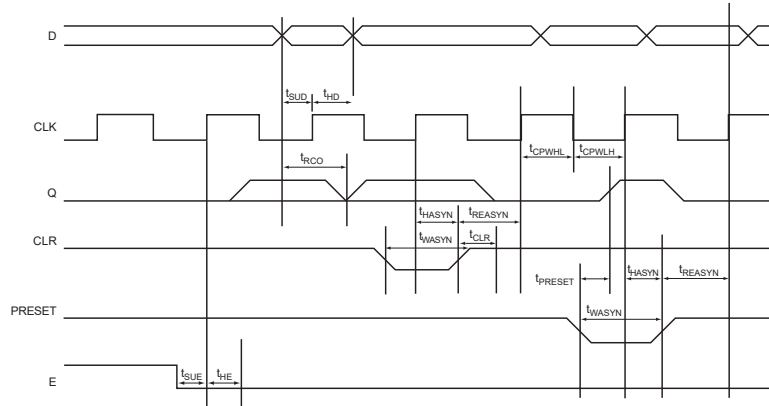 D
tSUD tHD
CLK
tCPWHL tCPWLH
tRCO
Q
tHASYN tREASYN
CLR
tWASYN tCLR
tPRESET tHASYN tREASYN
PRESET
tWASYN
tSUE tHE
E